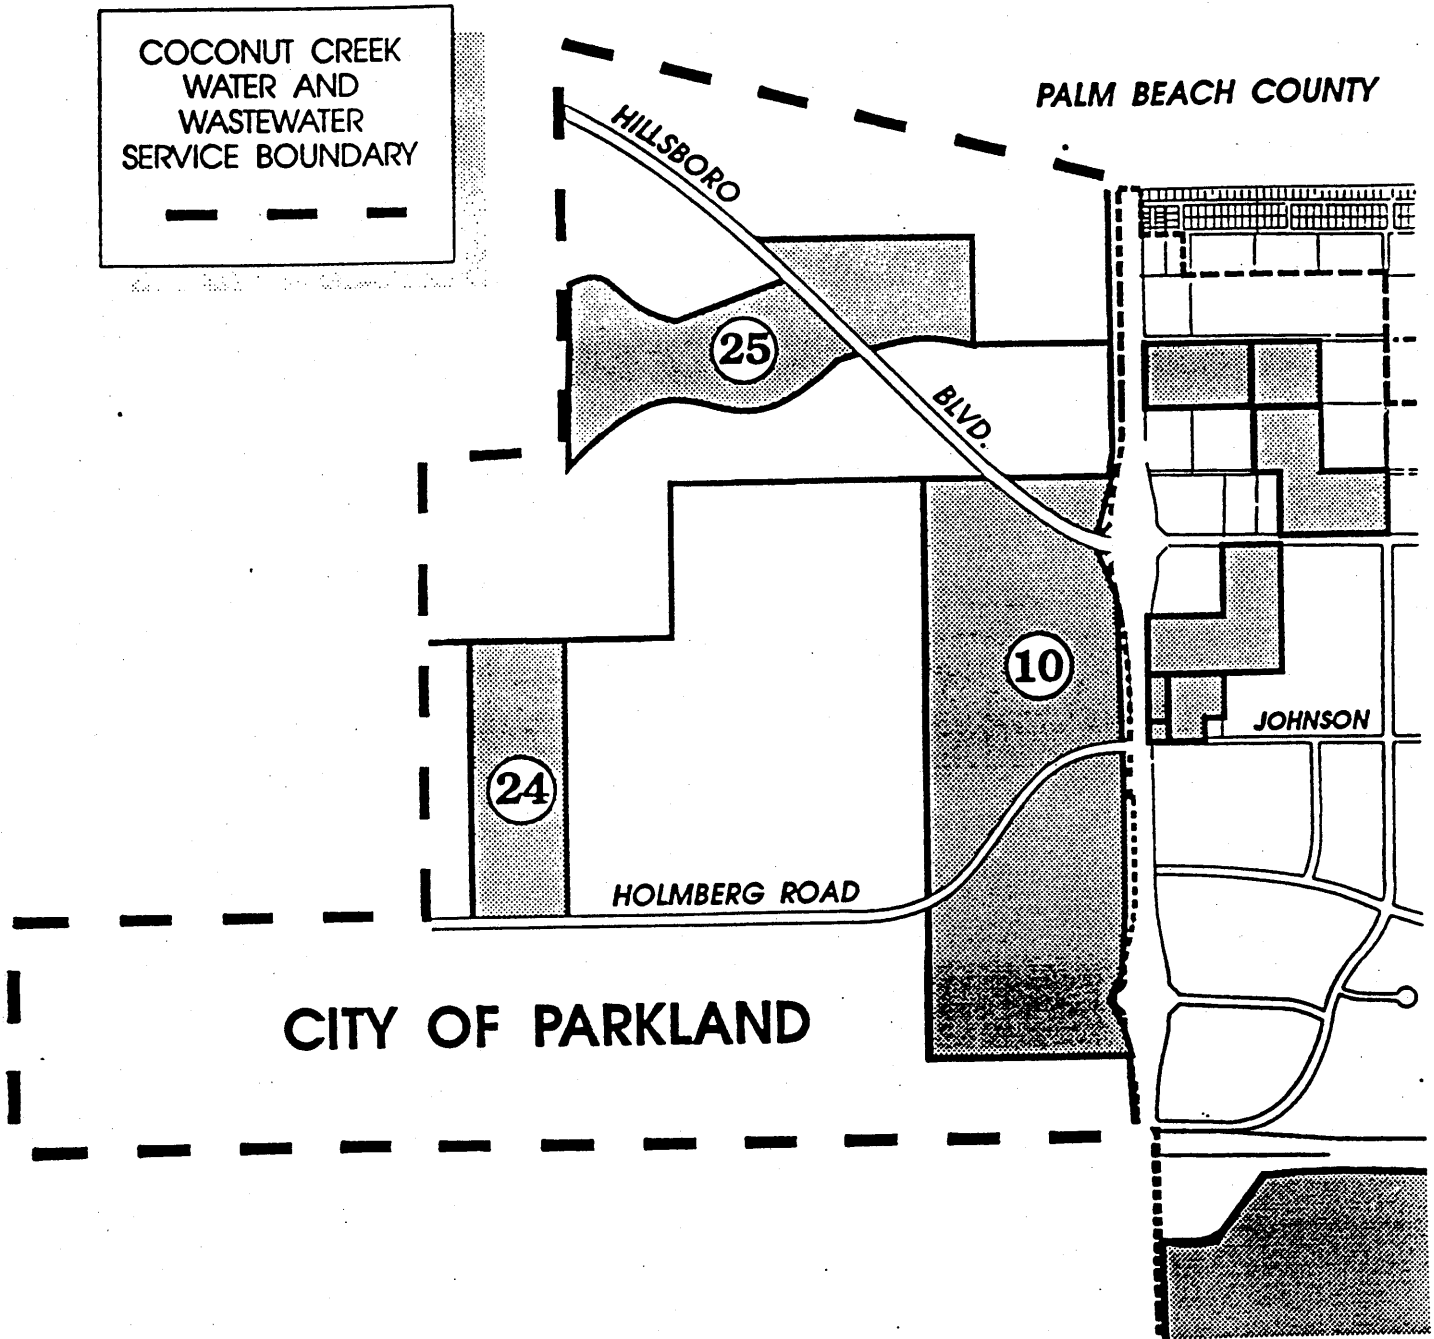 COCONUT CREEK
WATER AND
WASTEWATER
SERVICE BOUNDARY
PALM BEACH COUNTY
HILLSBORO
BLVD.
25
10
JOHNSON
24
HOLMBERG ROAD
CITY OF PARKLAND